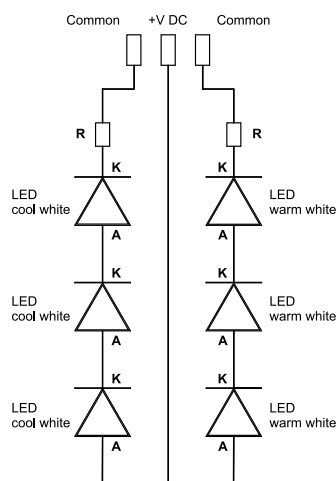 Common +V DC Common
R R
K K
LED LED
cool white warm white
A A
K K
LED LED
cool white warm white
A A
K K
LED LED
cool white warm white
A A